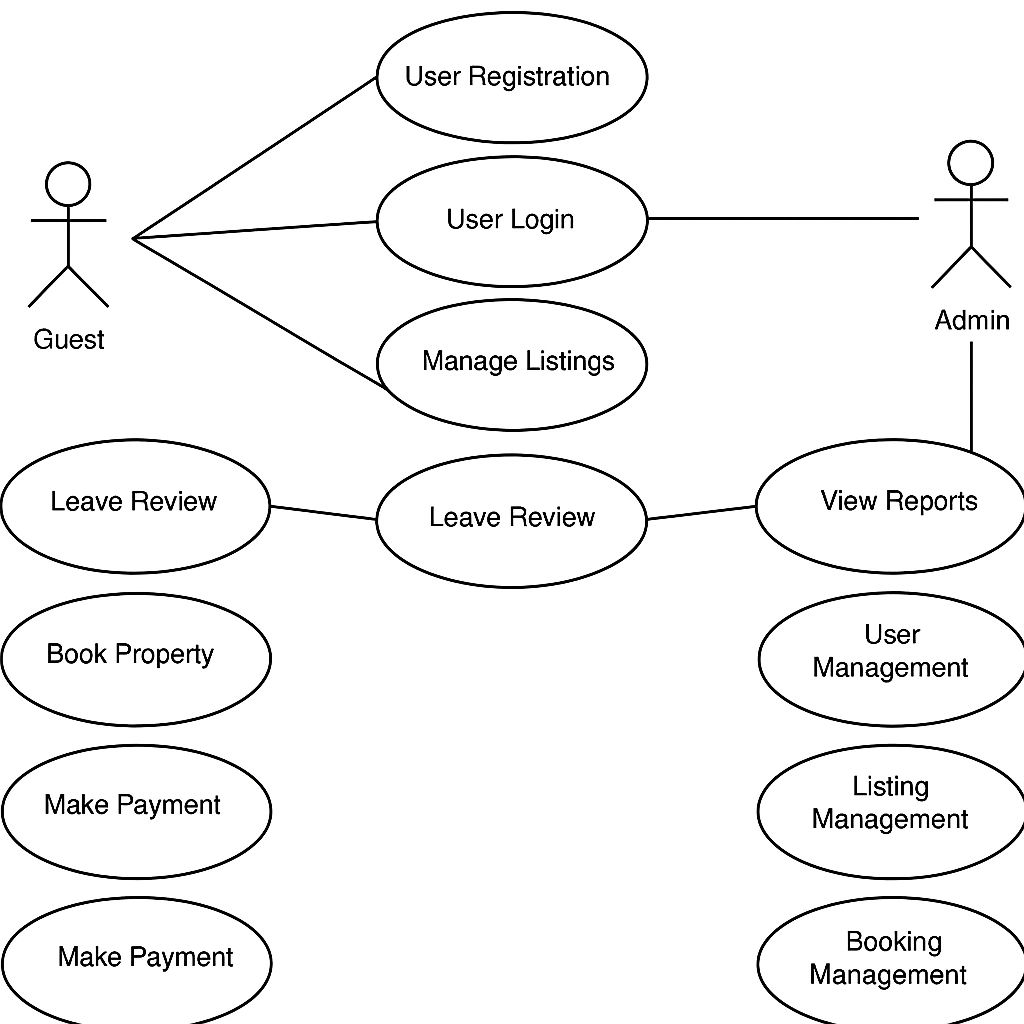 User Registration
User Login
Guest
Admin
Manage Listings
Leave Review
Leave Review
View Reports
Book Property
User
Management
Make Payment
Listing
Management
Make Payment
Booking
Management